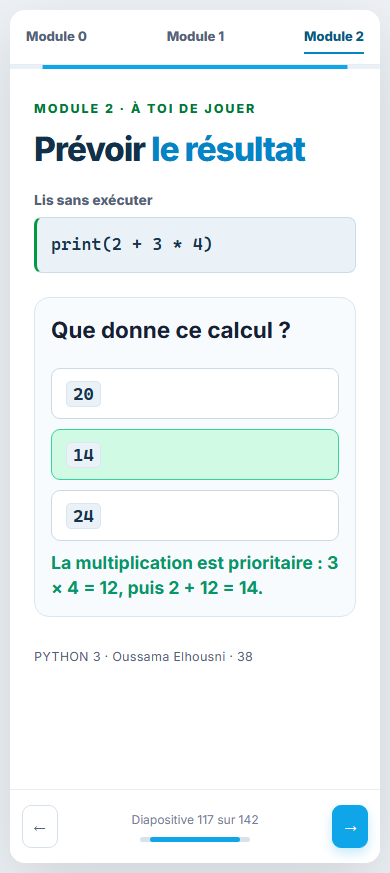 Module 0
Module 1
Module 2
MODULE 2 · À TOI DE JOUER
Prévoir le résultat
Lis sans exécuter
print(2 + 3 * 4)
Que donne ce calcul ?
20
14
24
La multiplication est prioritaire : 3
× 4 = 12, puis 2 + 12 = 14.
PYTHON 3 · Oussama Elhousni · 38
←
Diapositive 117 sur 142
→